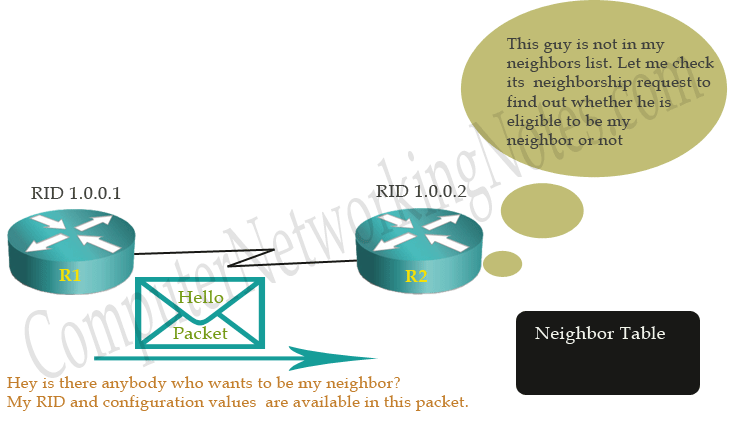 This guy is not in my
neighbors list. Let me check
its neighborship request to
find out whether he is
eligible to be my
neighbor or not
RID 1.0.0.1
RID 1.0.0.2
R1
R2
Hello
Packet
Neighbor Table
Hey is there anybody who wants to be my neighbor?
My RID and configuration values are available in this packet.
ComputerNetworkingNotes.com